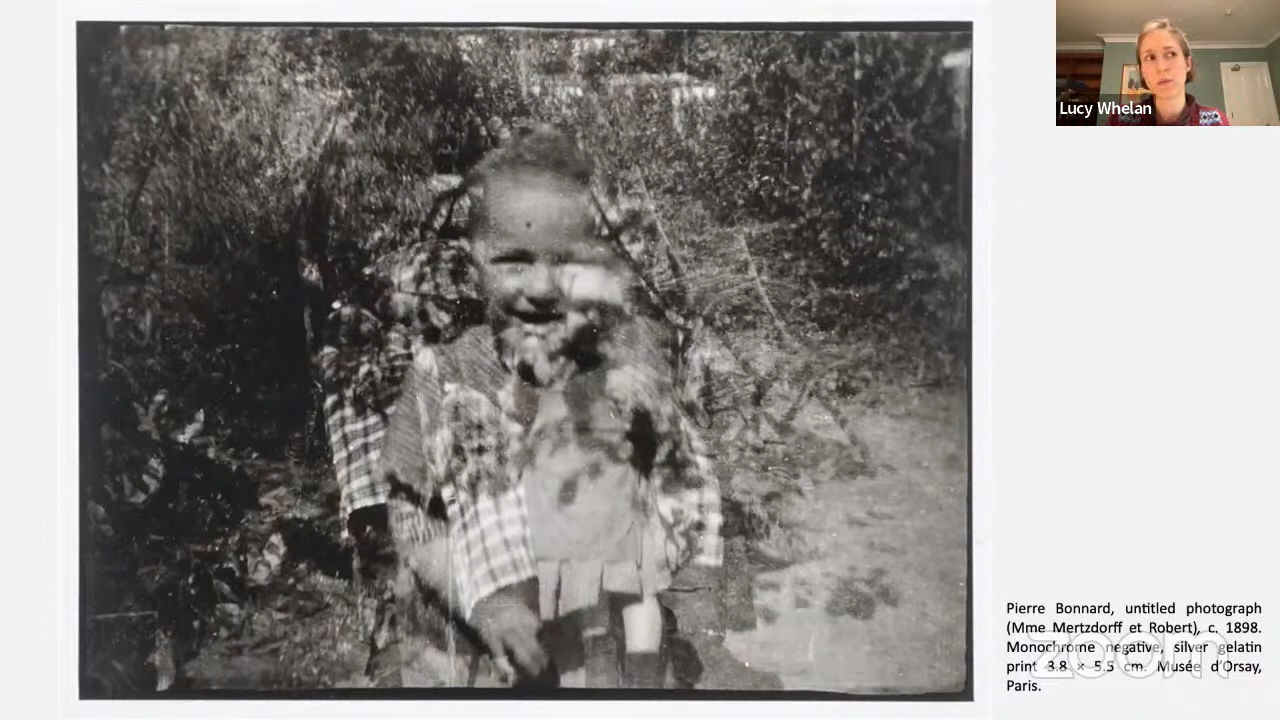 Lucy Whelan
Pierre Bonnard, untitled photograph
(Mme Mertzdorff et Robert), c. 1898.
Monochrome negative, silver gelatin
print 3.8 × 5.5 cm. Musée d'Orsay,
Paris.
zoom